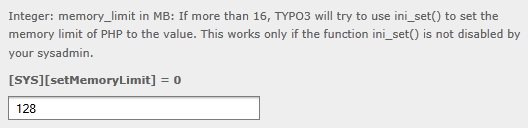 Integer: memory_limit in MB: If more than 16, TYPO3 will try to use ini_set() to set the
memory limit of PHP to the value. This works only if the function ini_set() is not disabled by
your sysadmin.
[SYS][setMemoryLimit] = 0
128